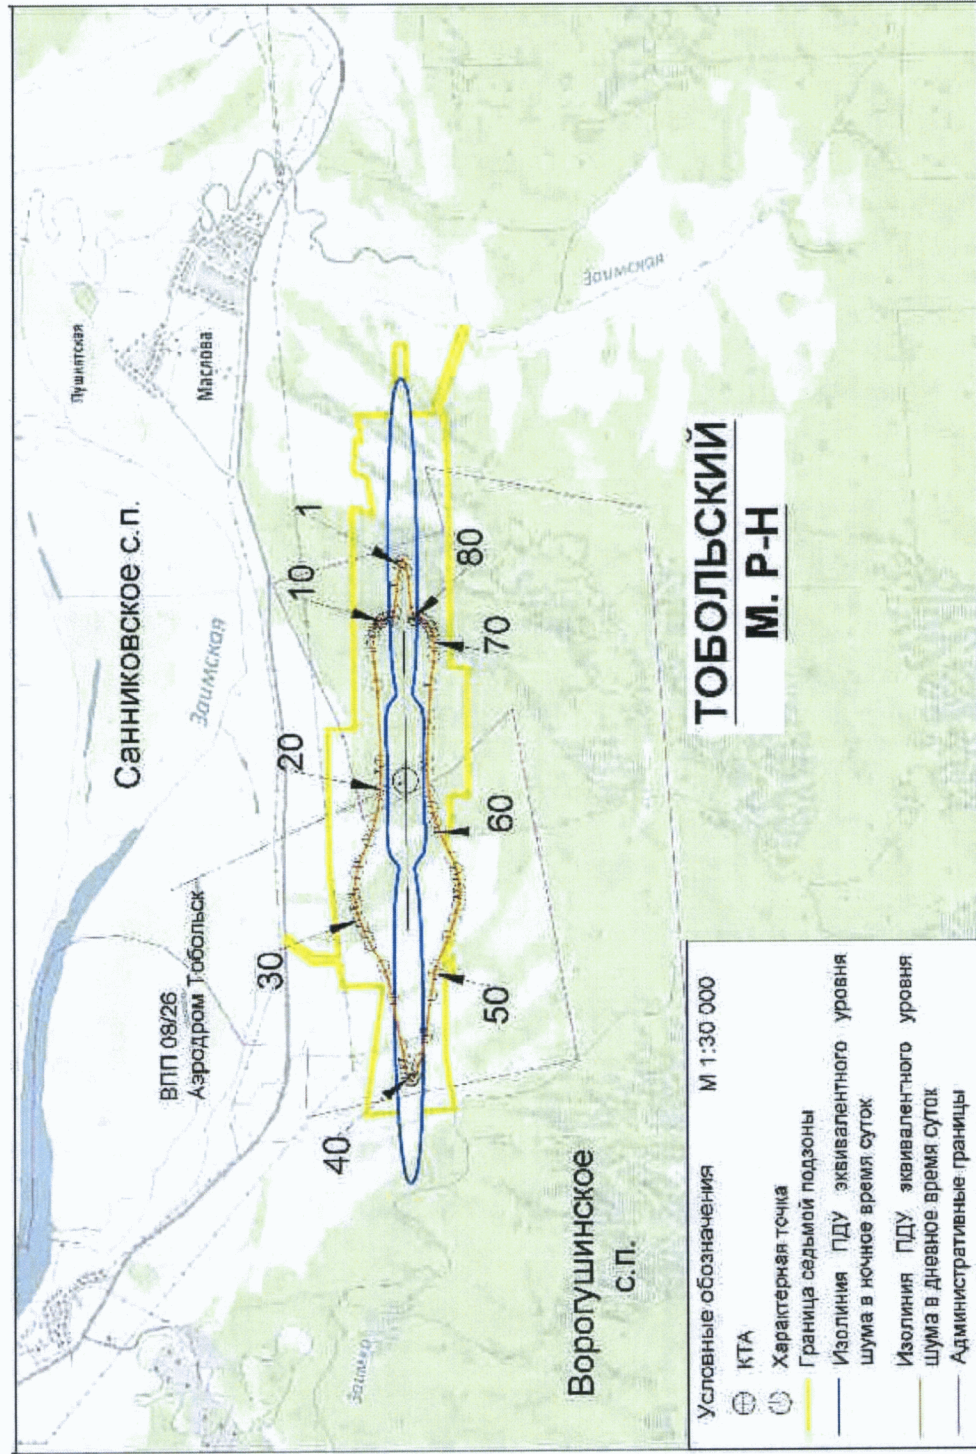 Пушнятская
Маслова
Санниковское С.П.
Заимская
Заимская
ВПП 08/26
Аэродром Тобольск
1
10
20
30
40
50
60
70
80
ТОБОЛЬСКИЙ
М. Р-Н
Ворогушинское
С.П.
Условные обозначения М 1:30 000
КТА
Характерная точка
Граница седьмой подзоны
Изолиния ПДУ эквивалентного уровня
шума в ночное время суток
Изолиния ПДУ эквивалентного уровня
шума в дневное время суток
Административные границы